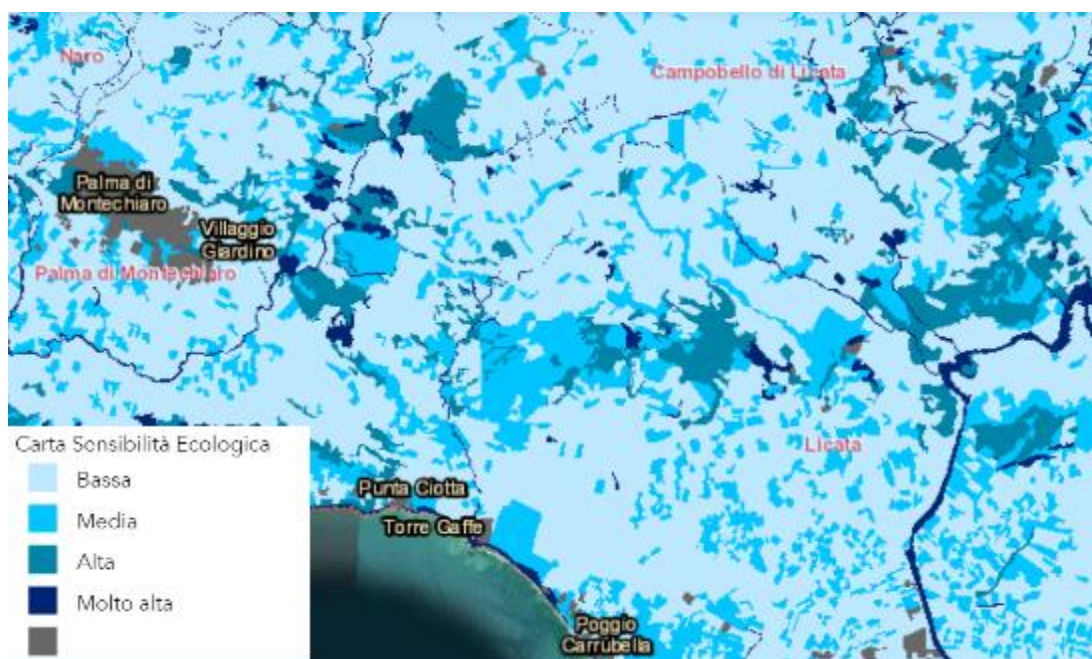 Naro
Campobello di Licata
Palma di
Montechiaro
Villaggio
Giardino
Palma di Montechiaro
Licata
Carta Sensibilità Ecologica
Bassa
Media
Alta
Molto alta
Punta Ciotta
Torre Gaffe
Poggio
Carrubella